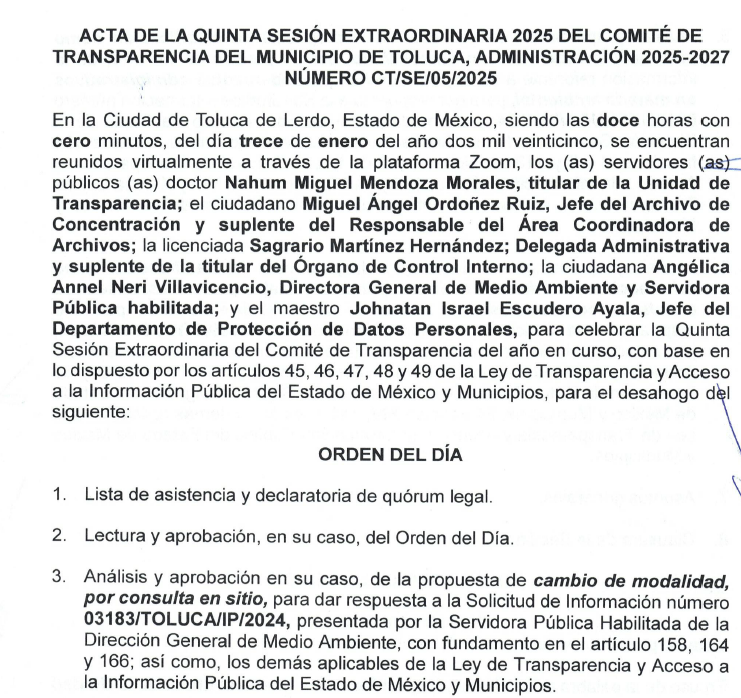 ACTA DE LA QUINTA SESIÓN EXTRAORDINARIA 2025 DEL COMITÉ DE
TRANSPARENCIA DEL MUNICIPIO DE TOLUCA, ADMINISTRACIÓN 2025-2027
NÚMERO CT/SE/05/2025
En la Ciudad de Toluca de Lerdo, Estado de México, siendo las doce horas con
cero minutos, del día trece de enero del año dos mil veinticinco, se encuentran
reunidos virtualmente a través de la plataforma Zoom, los (as) servidores (as)
públicos (as) doctor Nahum Miguel Mendoza Morales, titular de la Unidad de
Transparencia; el ciudadano Miguel Ángel Ordoñez Ruiz, Jefe del Archivo de
Concentración y suplente del Responsable del Área Coordinadora de
Archivos; la licenciada Sagrario Martínez Hernández; Delegada Administrativa
y suplente de la titular del Órgano de Control Interno; la ciudadana Angélica
Annel Neri Villavicencio, Directora General de Medio Ambiente y Servidora
Pública habilitada; y el maestro Johnatan Israel Escudero Ayala, Jefe del
Departamento de Protección de Datos Personales, para celebrar la Quinta
Sesión Extraordinaria del Comité de Transparencia del año en curso, con base en
lo dispuesto por los artículos 45, 46, 47, 48 y 49 de la Ley de Transparencia y Acceso
a la Información Pública del Estado de México y Municipios, para el desahogo del
siguiente:
ORDEN DEL DÍA
1. Lista de asistencia y declaratoria de quórum legal.
2. Lectura y aprobación, en su caso, del Orden del Día.
3. Análisis y aprobación en su caso, de la propuesta de cambio de modalidad,
por consulta en sitio, para dar respuesta a la Solicitud de Información número
03183/TOLUCA/IP/2024, presentada por la Servidora Pública Habilitada de la
Dirección General de Medio Ambiente, con fundamento en el artículo 158, 164
y 166; así como, los demás aplicables de la Ley de Transparencia y Acceso a
la Información Pública del Estado de México y Municipios.